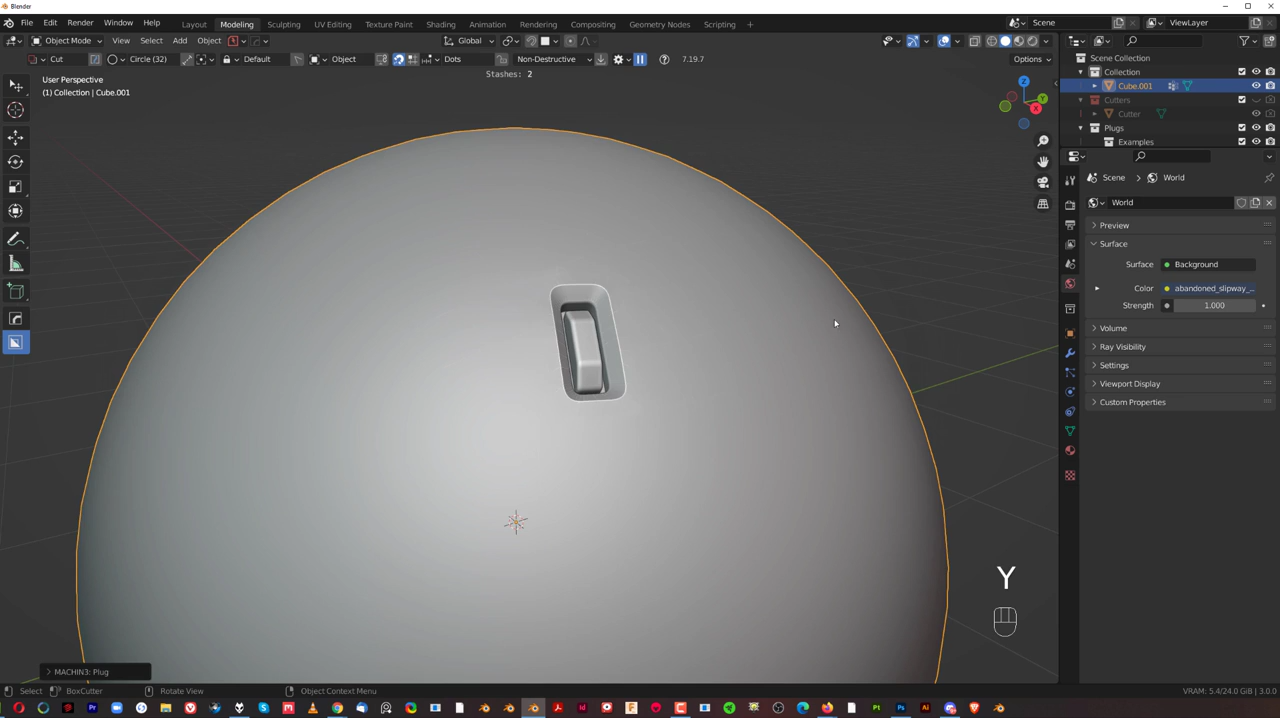 Blender
File Edit Render Window Help Layout Modeling Sculpting UV Editing Texture Paint Shading Animation Rendering Compositing Geometry Nodes Scripting + Scene ViewLayer
Object Mode View Select Add Object Global
Cut Circle (32) Default Object Dots Non-Destructive 7.19.7 Options
Stashes: 2
User Perspective
(1) Collection | Cube.001
Scene Collection
Collection
Cube.001
Cutters
Cutter
Plugs
Examples
Z
Y
X
Scene > World
World
Preview
Surface
Surface Background
Color abandoned_slipway_...
Strength 1.000
Volume
Ray Visibility
Settings
Viewport Display
Custom Properties
Y
MACHIN3: Plug
Select BoxCutter Rotate View Object Context Menu VRAM: 5.4/24.0 GiB | 3.0.0